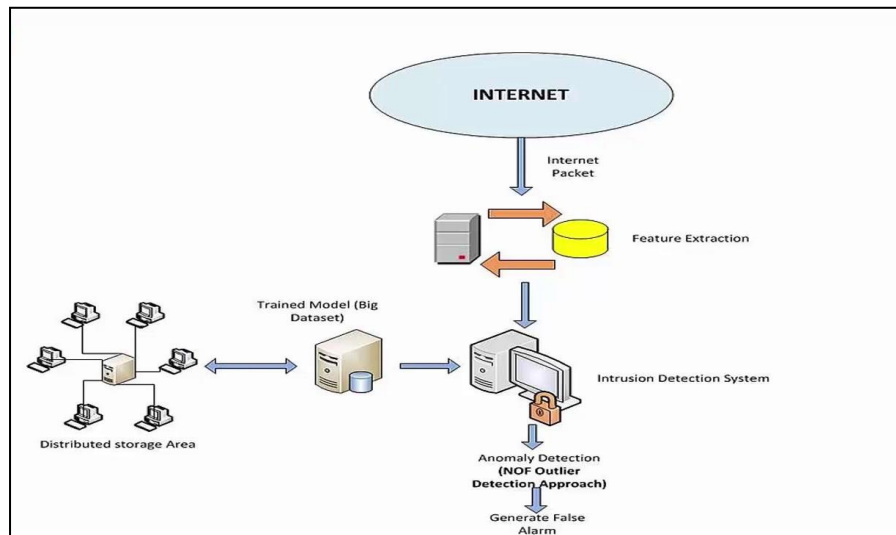 INTERNET
Internet
Packet
Feature Extraction
Trained Model (Big
Dataset)
Intrusion Detection System
Distributed storage Area
Anomaly Detection
(NOF Outlier
Detection Approach)
Generate False
Alarm